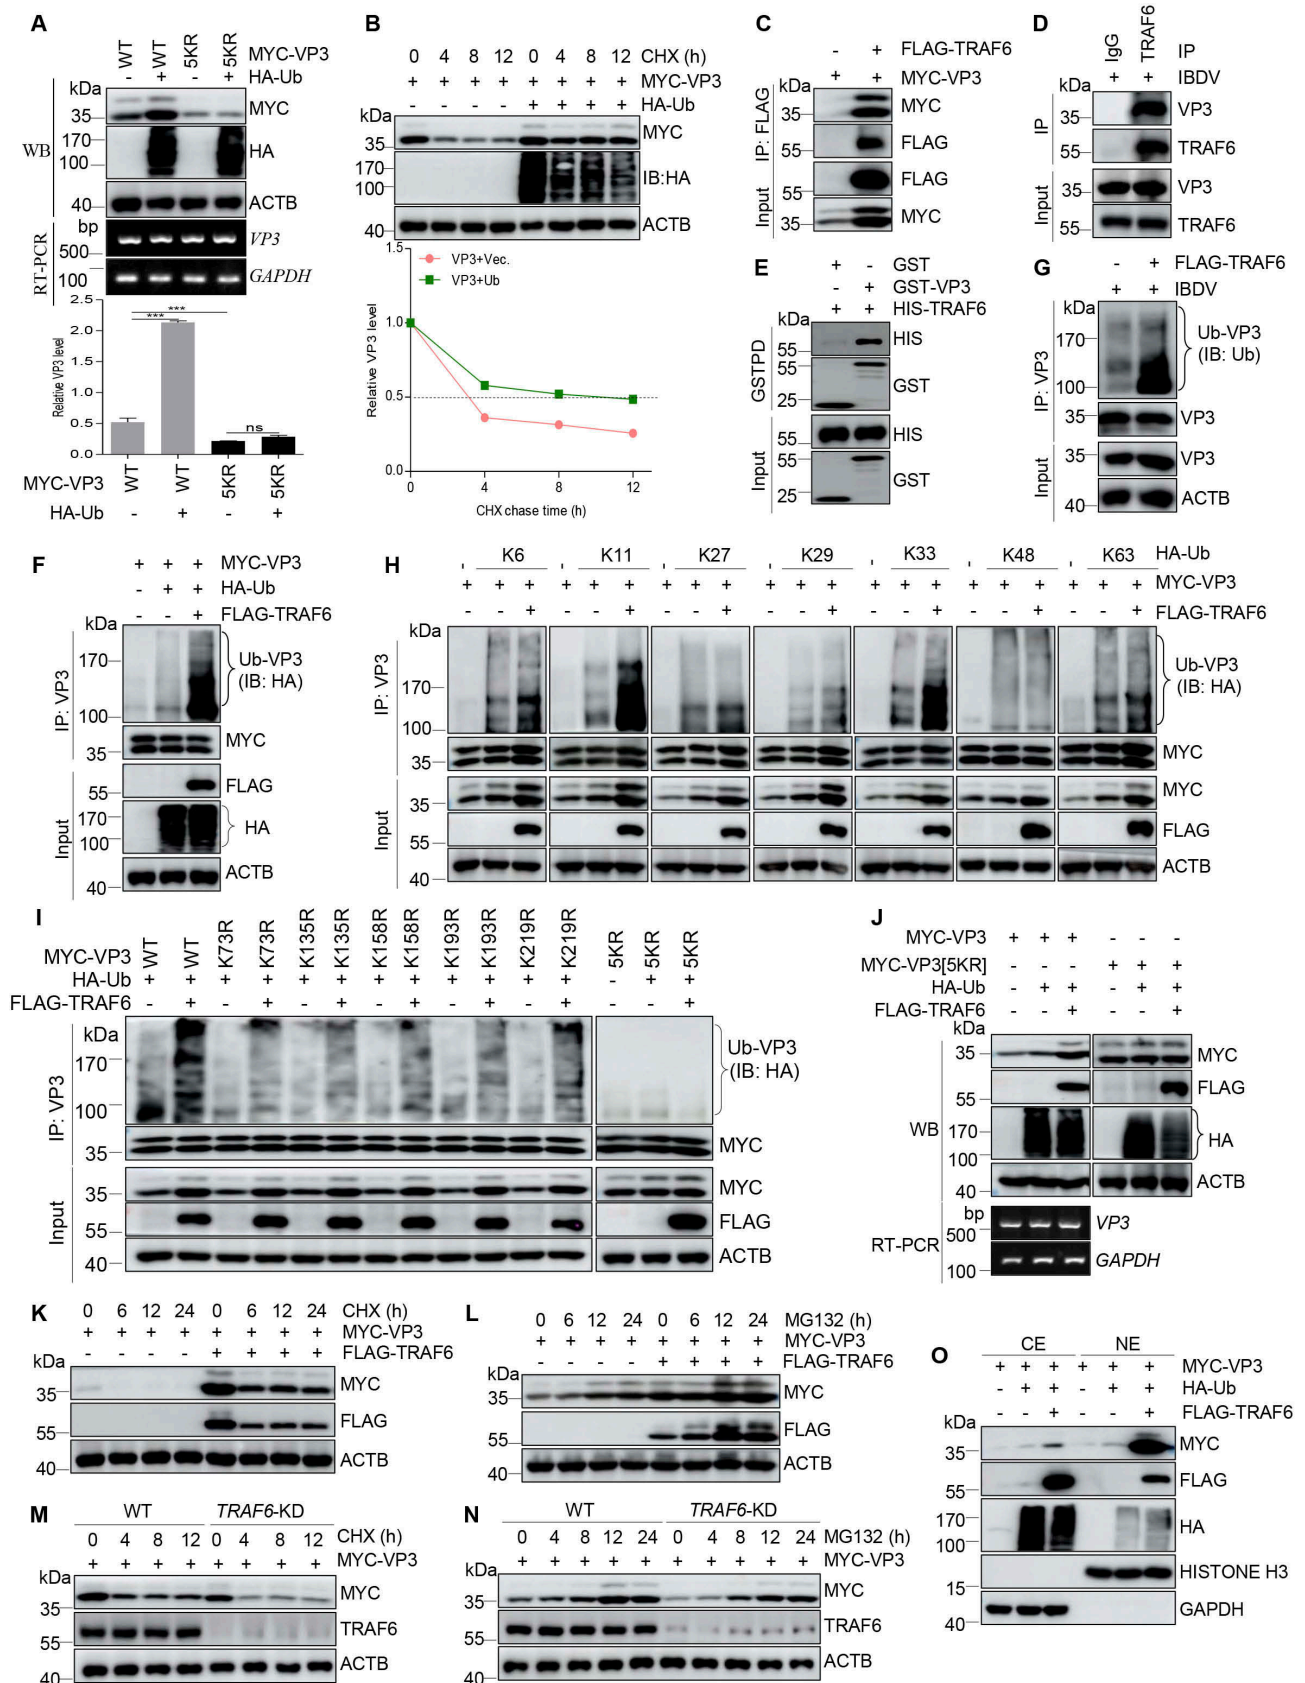 A
WT WT 5KR 5KR MYC-VP3
- + - + HA-Ub
kDa
35 MYC
WB
170
100 HA
40 ACTB
RT-PCR
bp
500 VP3
100 GAPDH
Relative VP3 level
2.0
1.5
1.0
0.5
0.0
*** *** ns
MYC-VP3 WT WT 5KR 5KR
HA-Ub - + - +
B
0 4 8 12 0 4 8 12 CHX (h)
+ + + + + + + + MYC-VP3
- - - - + + + + HA-Ub
kDa
35 MYC
170
100 IB:HA
40 ACTB
1.5
1.0
0.5
0.0
Relative VP3 level
VP3+Vec.
VP3+Ub
0 4 8 12
CHX chase time (h)
C
- + FLAG-TRAF6
+ + MYC-VP3
kDa
IP: FLAG
35 MYC
55 FLAG
Input
55 FLAG
35 MYC
D
IgG TRAF6 IP
+ + IBDV
kDa
IP
35 VP3
55 TRAF6
Input
35 VP3
55 TRAF6
E
+ - GST
- + GST-VP3
+ + HIS-TRAF6
kDa
GSTPD
55 HIS
55
25 GST
Input
55 HIS
55
25 GST
G
- + FLAG-TRAF6
+ + IBDV
kDa
IP: VP3
170
100
Ub-VP3
(IB: Ub)
35 VP3
Input
35 VP3
40 ACTB
F
+ + + MYC-VP3
- + + HA-Ub
- - + FLAG-TRAF6
kDa
IP: VP3
170
100
Ub-VP3
(IB: HA)
35 MYC
Input
55 FLAG
170
100 HA
40 ACTB
H
- K6 - K11 - K27 - K29 - K33 - K48 - K63 HA-Ub
+ + + + + + + + + + + + + + + + + + + + + MYC-VP3
+ + + + + + + FLAG-TRAF6
kDa
IP: VP3
170
100
Ub-VP3
(IB: HA)
35 MYC
Input
35 MYC
55 FLAG
40 ACTB
I
MYC-VP3 WT WT K73R K73R K135R K135R K158R K158R K193R K193R K219R K219R 5KR 5KR 5KR
HA-Ub + + + + + + + + + + + + - + +
FLAG-TRAF6 - + - + - + - + - + - + - - +
kDa
IP: VP3
170
100
Ub-VP3
(IB: HA)
35 MYC
Input
35 MYC
55 FLAG
40 ACTB
J
MYC-VP3 + + + - - -
MYC-VP3[5KR] - - - + + +
HA-Ub - + + - + +
FLAG-TRAF6 - - + - - +
kDa
WB
35 MYC
55 FLAG
170
100 HA
40 ACTB
RT-PCR
bp
500 VP3
100 GAPDH
K
0 6 12 24 0 6 12 24 CHX (h)
+ + + + + + + + MYC-VP3
- - - - + + + + FLAG-TRAF6
kDa
35 MYC
55 FLAG
40 ACTB
L
0 6 12 24 0 6 12 24 MG132 (h)
+ + + + + + + + MYC-VP3
- - - - + + + + FLAG-TRAF6
kDa
35 MYC
55 FLAG
40 ACTB
M
WT TRAF6-KD
0 4 8 12 0 4 8 12 CHX (h)
+ + + + + + + + MYC-VP3
kDa
35 MYC
55 TRAF6
40 ACTB
N
WT TRAF6-KD
0 4 8 12 24 0 4 8 12 24 MG132 (h)
+ + + + + + + + + + MYC-VP3
kDa
35 MYC
55 TRAF6
40 ACTB
O
CE NE
+ + + + + + MYC-VP3
- + + - + + HA-Ub
- - + - - + FLAG-TRAF6
kDa
35 MYC
55 FLAG
170
100 HA
15 HISTONE H3
40 GAPDH